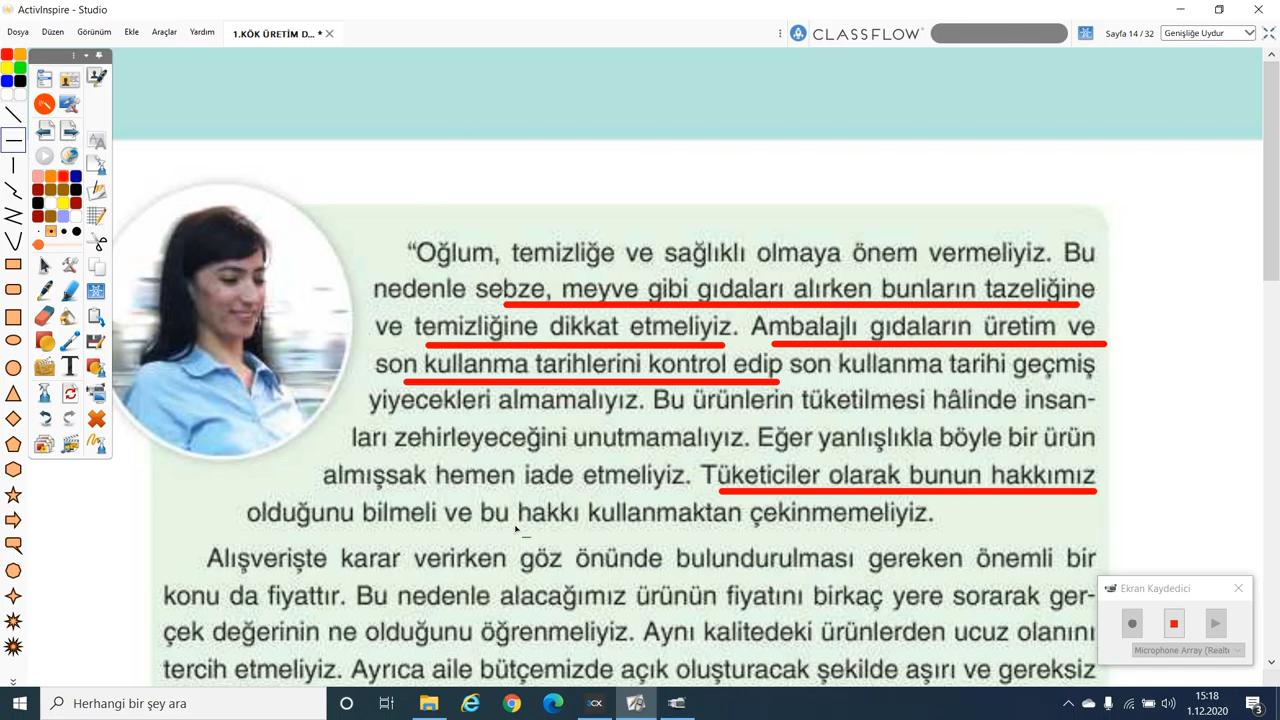 ActivInspire - Studio
Dosya Düzen Görünüm Ekle Araçlar Yardım
1.KÖK ÜRETİM D... *
CLASSFLOW
Sayfa 14 / 32
Genişliğe Uydur
“Oğlum, temizliğe ve sağlıklı olmaya önem vermeliyiz. Bu
nedenle sebze, meyve gibi gıdaları alırken bunların tazeliğine
ve temizliğine dikkat etmeliyiz. Ambalajlı gıdaların üretim ve
son kullanma tarihlerini kontrol edip son kullanma tarihi geçmiş
yiyecekleri almamalıyız. Bu ürünlerin tüketilmesi hâlinde insan-
ları zehirleyeceğini unutmamalıyız. Eğer yanlışlıkla böyle bir ürün
almışsak hemen iade etmeliyiz. Tüketiciler olarak bunun hakkımız
olduğunu bilmeli ve bu hakkı kullanmaktan çekinmemeliyiz.
Alışverişte karar verirken göz önünde bulundurulması gereken önemli bir
konu da fiyattır. Bu nedenle alacağımız ürünün fiyatını birkaç yere sorarak ger-
çek değerinin ne olduğunu öğrenmeliyiz. Aynı kalitedeki ürünlerden ucuz olanını
tercih etmeliyiz. Ayrıca aile bütçemizde açık oluşturacak şekilde aşırı ve gereksiz
Ekran Kaydedici
Microphone Array (Realte
Herhangi bir şey ara
15:18
1.12.2020
3